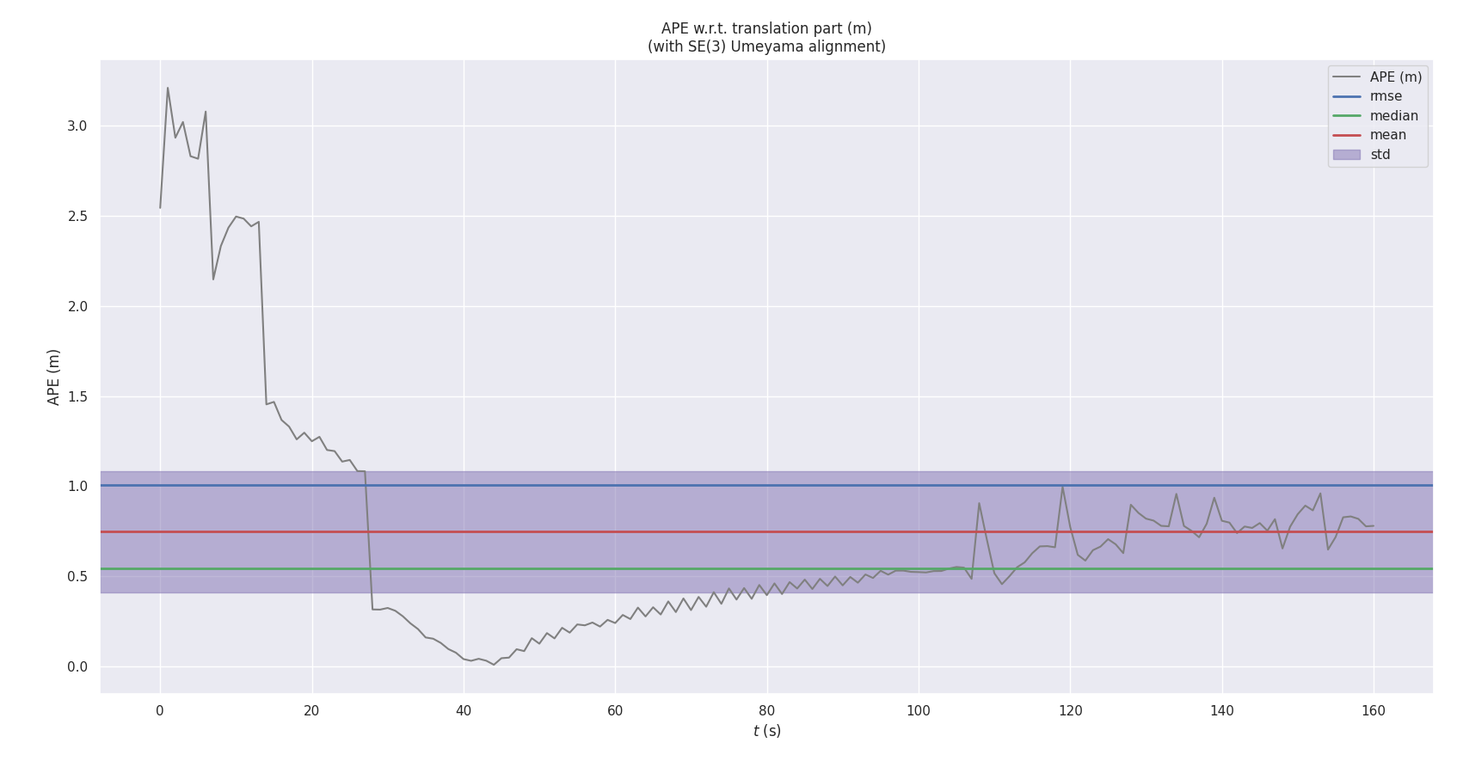 APE w.r.t. translation part (m)
(with SE(3) Umeyama alignment)
APE (m)
rmse
median
mean
std
APE (m)
3.0
2.5
2.0
1.5
1.0
0.5
0.0
0 20 40 60 80 100 120 140 160
t (s)